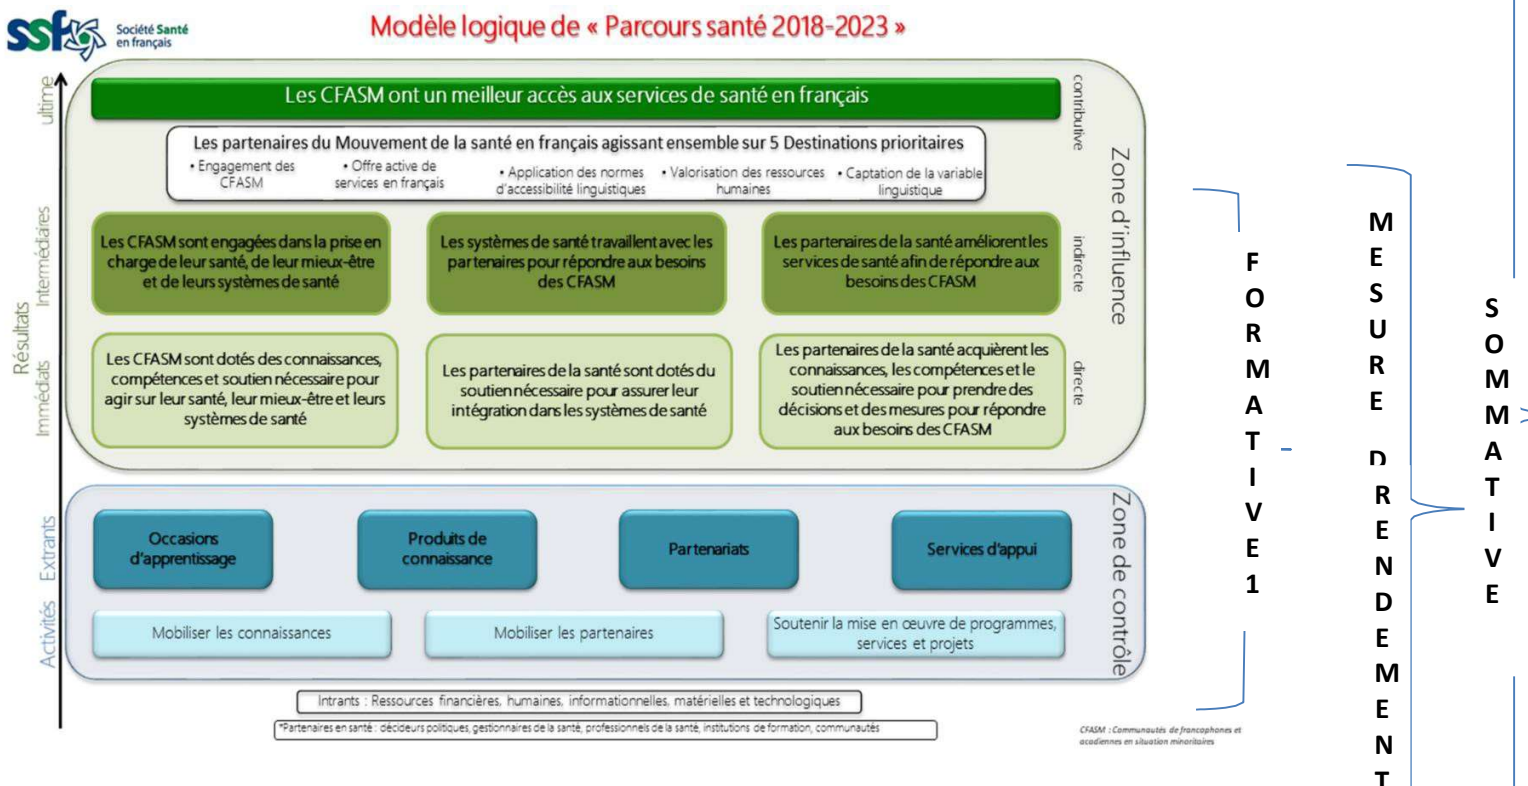 ssf Société Santé
en français
Modèle logique de « Parcours santé 2018-2023 »
ultime
Les CFASM ont un meilleur accès aux services de santé en français
contributive
Les partenaires du Mouvement de la santé en français agissant ensemble sur 5 Destinations prioritaires
• Engagement des
CFASM
• Offre active de
services en français
• Application des normes
d'accessibilité linguistiques
• Valorisation des ressources
humaines
• Captation de la variable
linguistique
Zone d'influence
Résultats
Intermédiaires
Les CFASM sont engagées dans la prise en
charge de leur santé, de leur mieux-être
et de leurs systèmes de santé
Les systèmes de santé travaillent avec les
partenaires pour répondre aux besoins
des CFASM
Les partenaires de la santé améliorent les
services de santé afin de répondre aux
besoins des CFASM
indirecte
Immédiats
Les CFASM sont dotés des connaissances,
compétences et soutien nécessaire pour
agir sur leur santé, leur mieux-être et leurs
systèmes de santé
Les partenaires de la santé sont dotés du
soutien nécessaire pour assurer leur
intégration dans les systèmes de santé
Les partenaires de la santé acquièrent les
connaissances, les compétences et le
soutien nécessaire pour prendre des
décisions et des mesures pour répondre
aux besoins des CFASM
directe
Extrants
Occasions
d'apprentissage
Produits de
connaissance
Partenariats
Services d'appui
Zone de contrôle
Activités
Mobiliser les connaissances
Mobiliser les partenaires
Soutenir la mise en œuvre de programmes,
services et projets
Intrants : Ressources financières, humaines, informationnelles, matérielles et technologiques
*Partenaires en santé : décideurs politiques, gestionnaires de la santé, professionnels de la santé, institutions de formation, communautés
CFASM : Communautés de francophones et
acadiennes en situation minoritaires
F
O
R
M
A
T
I
V
E
1
M
E
S
U
R
E
D
R
E
N
D
E
M
E
N
T
S
O
M
M
A
T
I
V
E